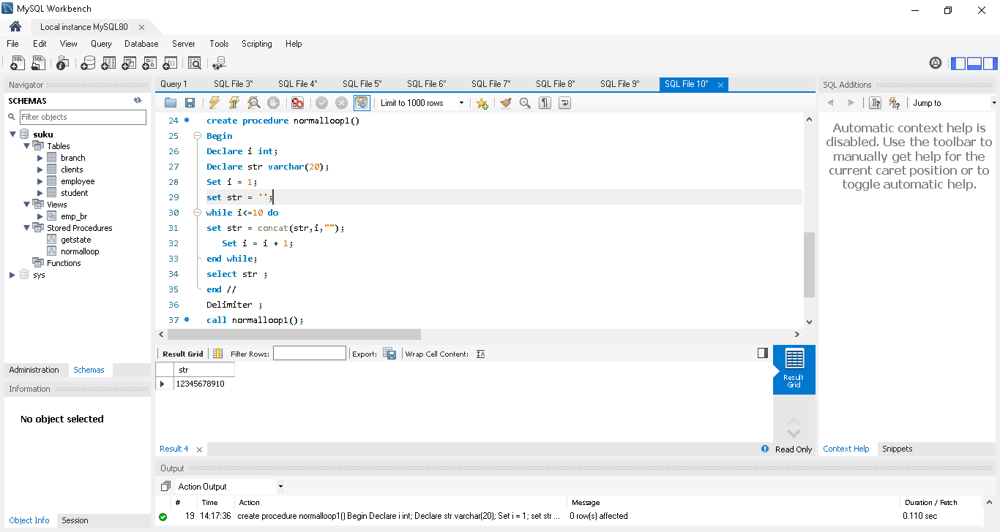 MySQL Workbench
Local instance MySQL80
File Edit View Query Database Server Tools Scripting Help
Navigator
SCHEMAS
Filter objects
suku
Tables
branch
clients
employee
student
Views
emp_br
Stored Procedures
getstate
normalloop
Functions
sys
Administration Schemas
Information
No object selected
Object Info Session
Query 1 SQL File 3* SQL File 4* SQL File 5* SQL File 6* SQL File 7* SQL File 8* SQL File 9* SQL File 10*
Limit to 1000 rows
24 create procedure normalloop1()
25 Begin
26 Declare i int;
27 Declare str varchar(20);
28 Set i = 1;
29 set str = '';
30 while i<=10 do
31 set str = concat(str,i,"");
32 Set i = i + 1;
33 end while;
34 select str ;
35 end //
36 Delimiter ;
37 call normalloop1();
Result Grid Filter Rows: Export: Wrap Cell Content:
str
12345678910
Result Grid
Result 4
Read Only
Output
Action Output
# Time Action Message Duration / Fetch
19 14:17:36 create procedure normalloop1() Begin Declare i int; Declare str varchar(20); Set i = 1; set str ... 0 row(s) affected 0.110 sec
SQL Additions
Jump to
Automatic context help is
disabled. Use the toolbar to
manually get help for the
current caret position or to
toggle automatic help.
Context Help Snippets